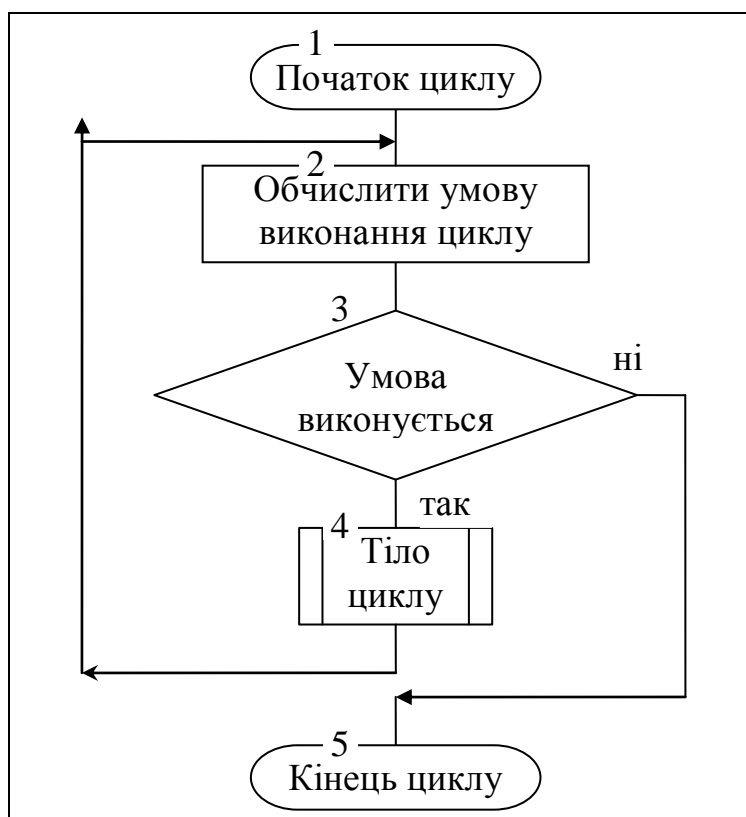 1
Початок циклу
2
Обчислити умову
виконання циклу
3
Умова
виконується
ні
так
4
Тіло
циклу
5
Кінець циклу